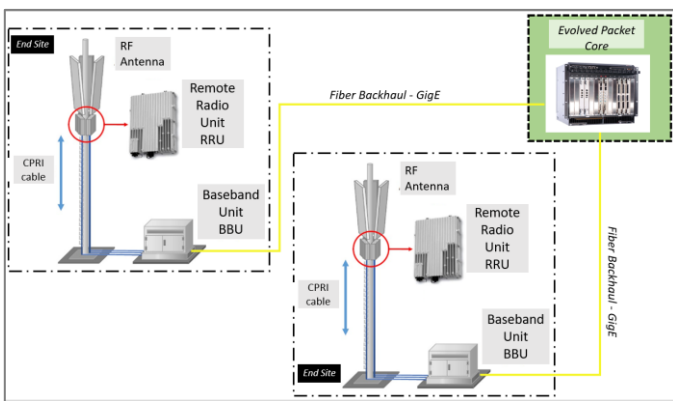 End Site
RF
Antenna
Remote
Radio
Unit
RRU
CPRI
cable
Baseband
Unit
BBU
Fiber Backhaul - GigE
Evolved Packet
Core
RF
Antenna
Remote
Radio
Unit
RRU
CPRI
cable
Baseband
Unit
BBU
End Site
Fiber Backhaul - GigE